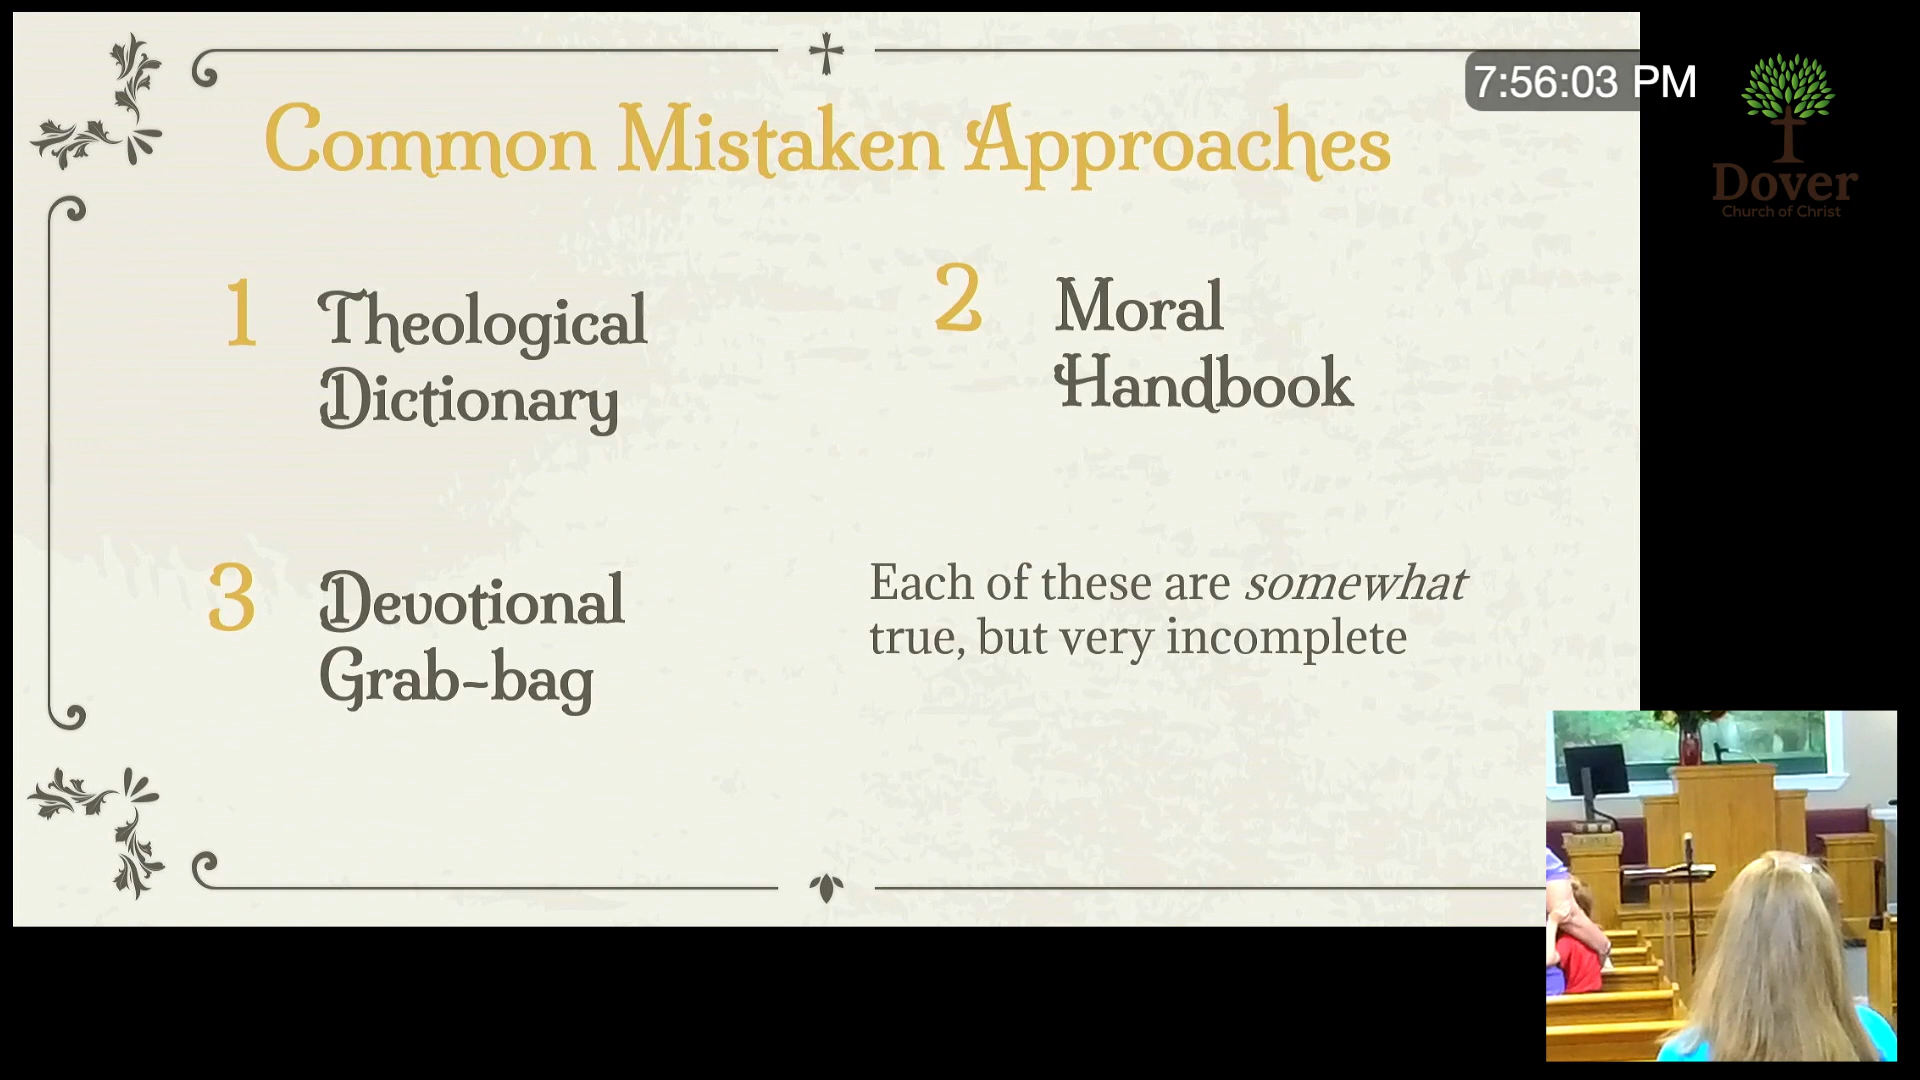 Common Mistaken Approaches
7:56:03 PM
Dover
Church of Christ
1
Theological
Dictionary
2
Moral
Handbook
3
Devotional
Grab-bag
Each of these are somewhat
true, but very incomplete